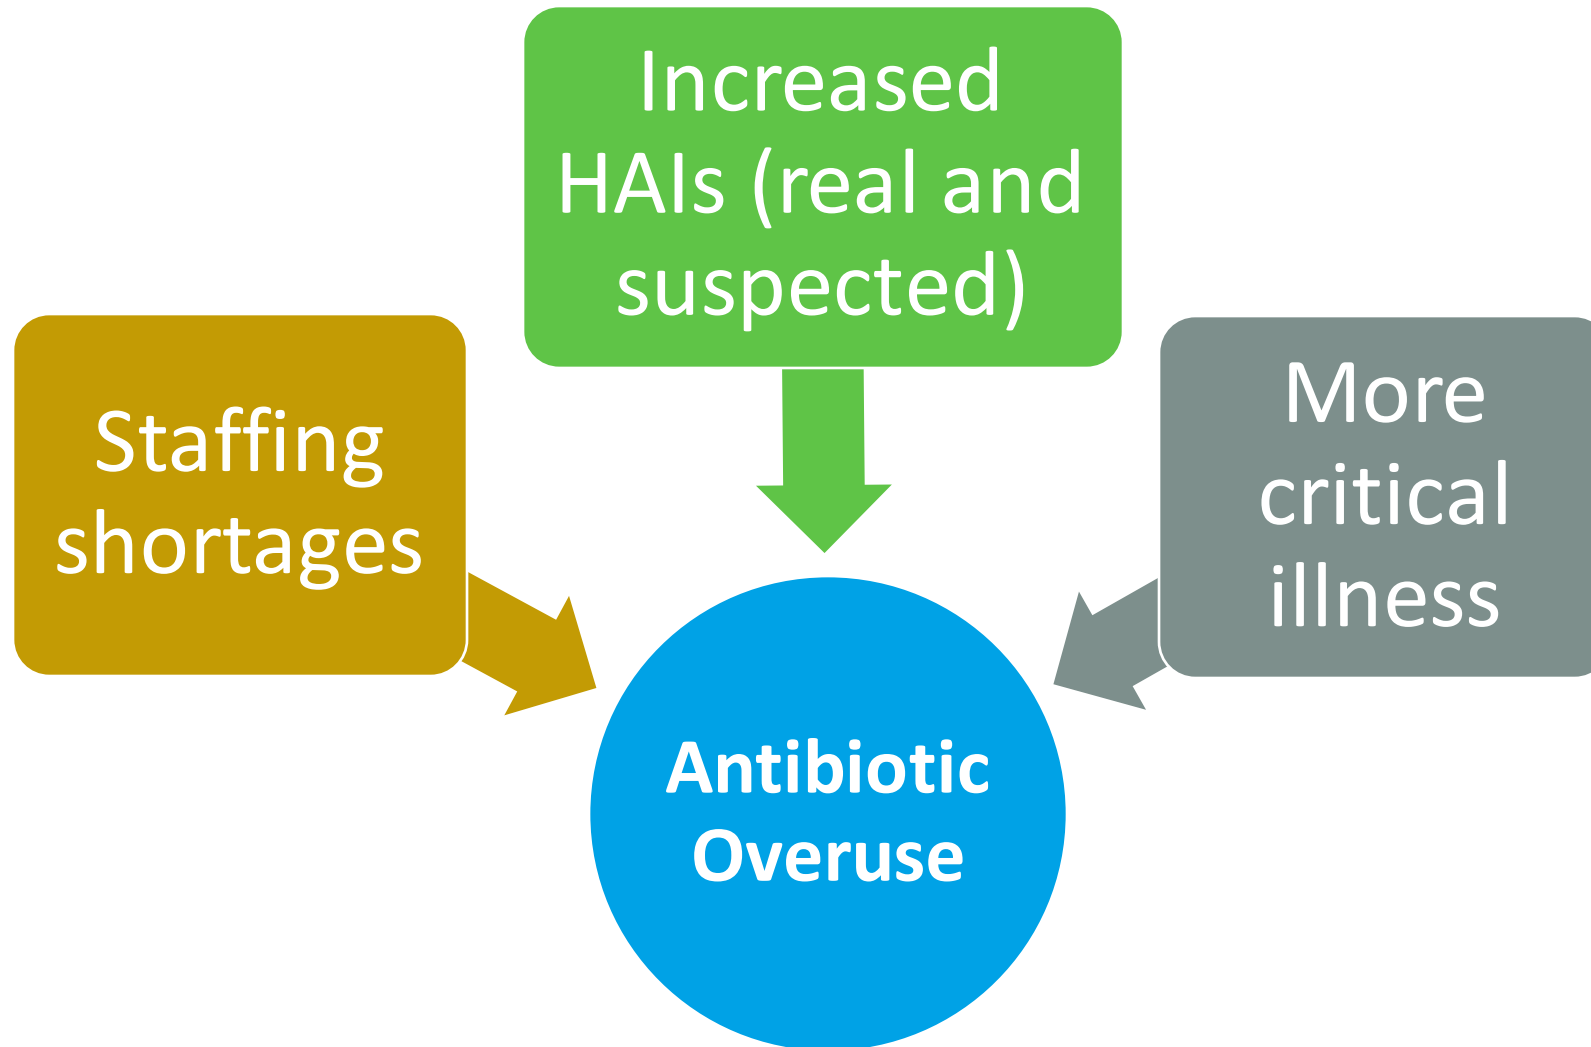 Increased
HAIs (real and
suspected)
Staffing
shortages
More
critical
illness
Antibiotic
Overuse